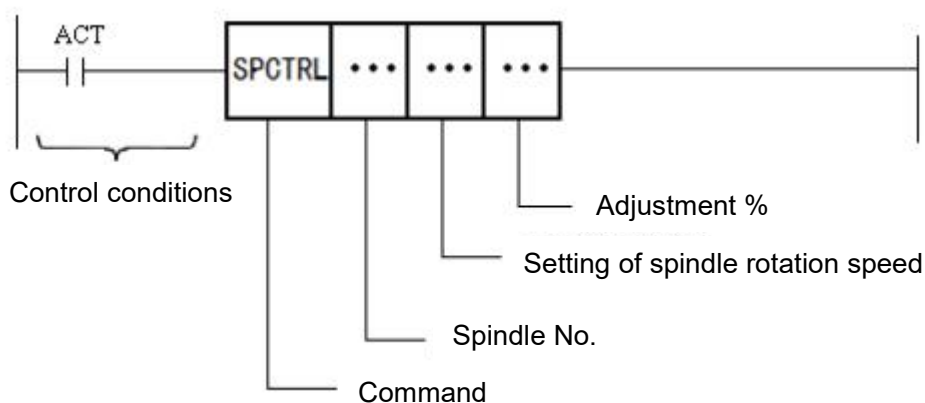 ACT
SPCTRL ••• ••• •••
Control conditions
Adjustment %
Setting of spindle rotation speed
Spindle No.
Command